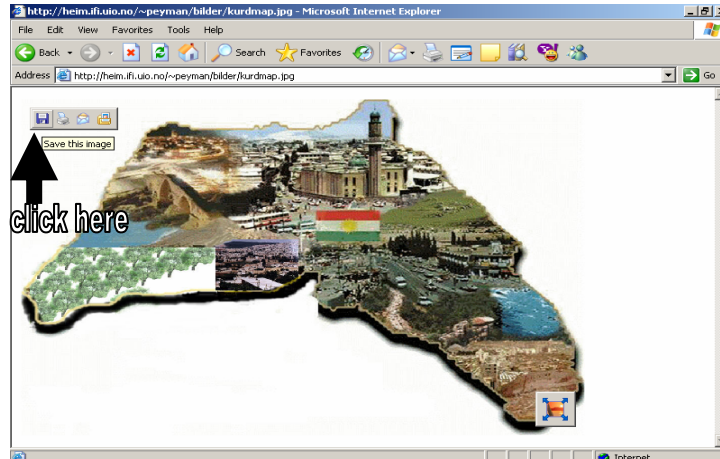 http://heim.ifi.uio.no/~peyman/bilder/kurdmap.jpg - Microsoft Internet Explorer
File Edit View Favorites Tools Help
Back Search Favorites
Address http://heim.ifi.uio.no/~peyman/bilder/kurdmap.jpg Go
Save this image
click here
Internet